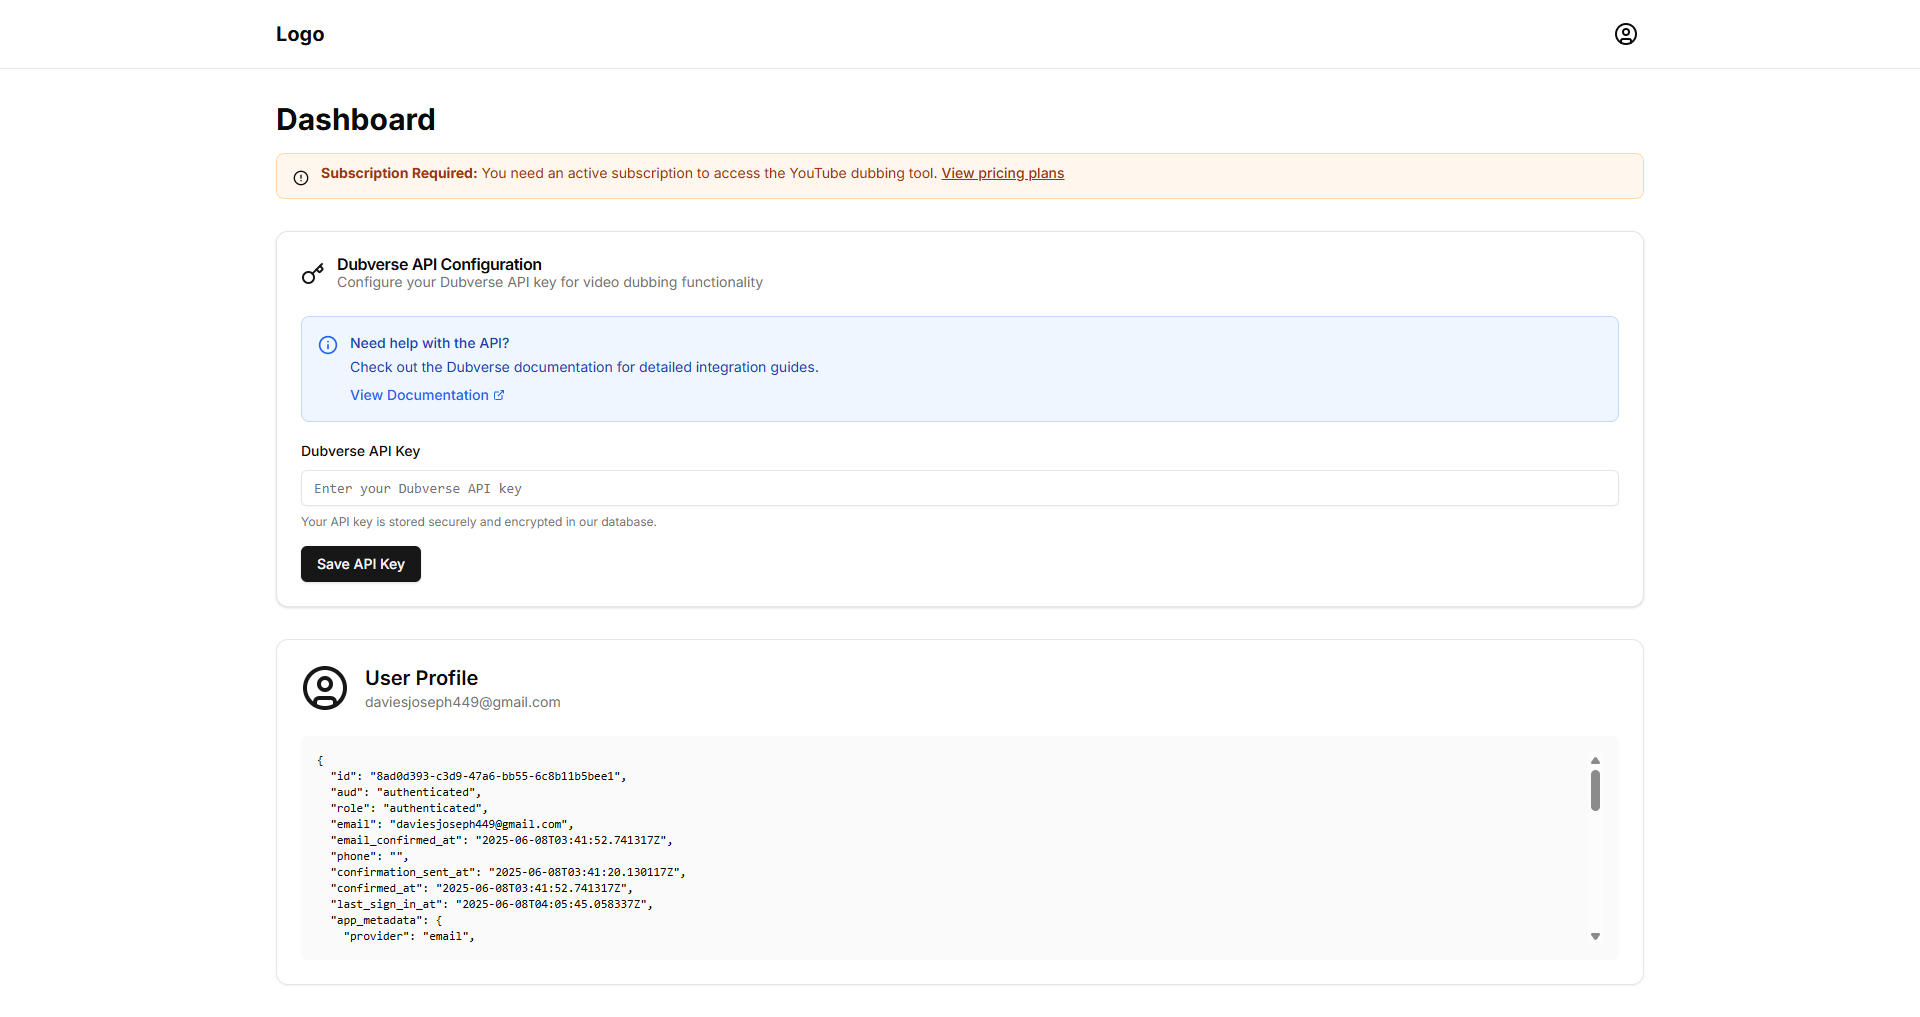 Logo
Dashboard
Subscription Required: You need an active subscription to access the YouTube dubbing tool. View pricing plans
Dubverse API Configuration
Configure your Dubverse API key for video dubbing functionality
Need help with the API?
Check out the Dubverse documentation for detailed integration guides.
View Documentation
Dubverse API Key
Enter your Dubverse API key
Your API key is stored securely and encrypted in our database.
Save API Key
User Profile
daviesjoseph449@gmail.com
{
  "id": "8ad0d393-c3d9-47a6-bb55-6c8b11b5bee1",
  "aud": "authenticated",
  "role": "authenticated",
  "email": "daviesjoseph449@gmail.com",
  "email_confirmed_at": "2025-06-08T03:41:52.741317Z",
  "phone": "",
  "confirmation_sent_at": "2025-06-08T03:41:20.130117Z",
  "confirmed_at": "2025-06-08T03:41:52.741317Z",
  "last_sign_in_at": "2025-06-08T04:05:45.058337Z",
  "app_metadata": {
    "provider": "email",